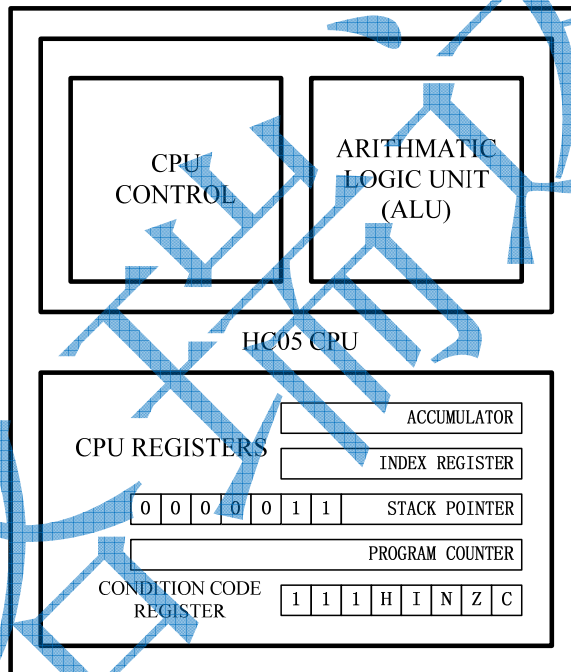 CPU
CONTROL
ARITHMATIC
LOGIC UNIT
(ALU)
HC05 CPU
CPU REGISTERS
ACCUMULATOR
INDEX REGISTER
0 0 0 0 0 1 1 STACK POINTER
PROGRAM COUNTER
CONDITION CODE
REGISTER
1 1 1 H I N Z C